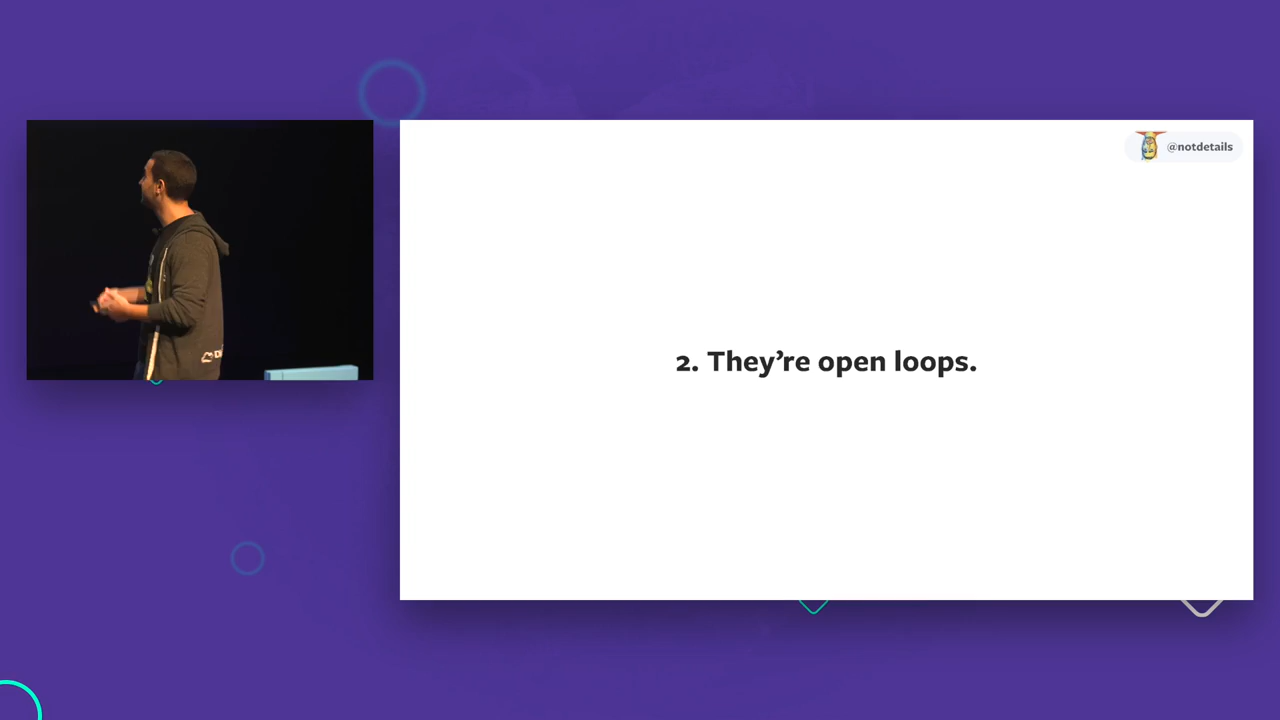 @notdetails
2. They’re open loops.